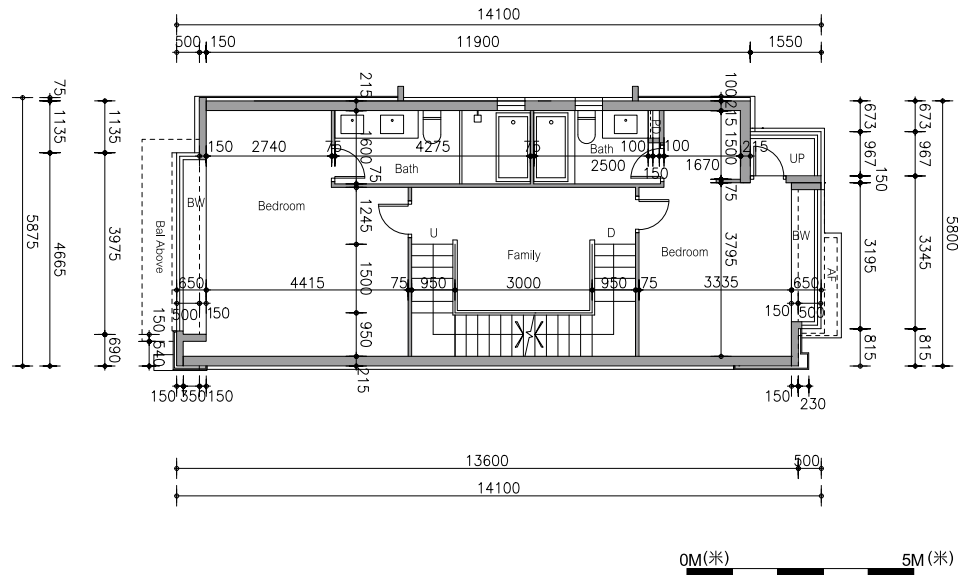 14100
500 150 11900 1550
75 1135 4665 5875
1135 3975 690
150 540
215 1600 75 1245 1500 950 215
100 215 1500 75 3795
673 967 150 3195 815
673 967 3345 815
5800
150 2740 75 4275 75 2500 100 150 100 1670 215
Bath
Bath
PD
UP
BW
Bedroom
Bal Above
U
D
Family
Bedroom
BW
AF
650 4415 75 950 3000 950 75 3335 650
500 150
150 500
150 350 150
150 230
13600 500
14100
0M(米) 5M(米)